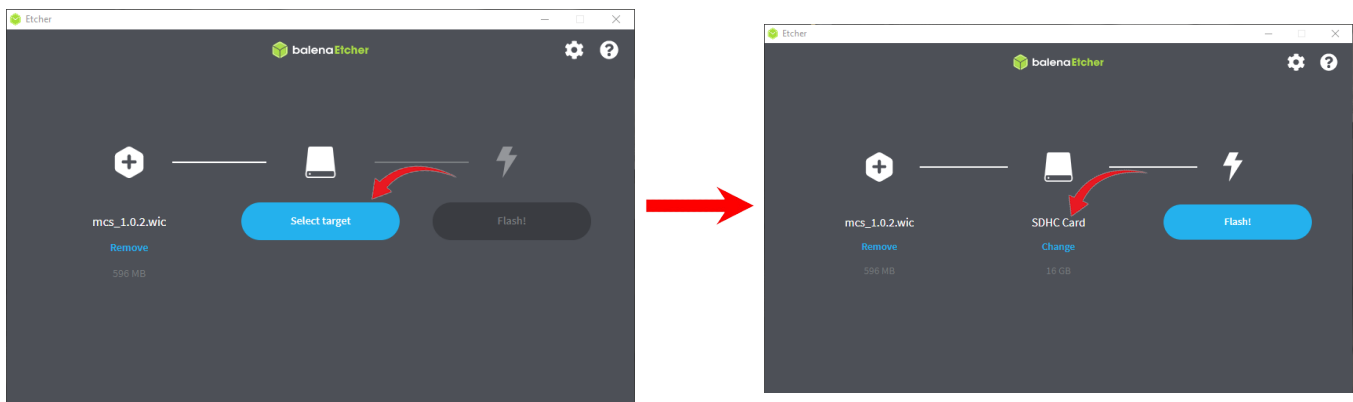 Etcher
balenaEtcher
mcs_1.0.2.wic
Remove
596 MB
Select target
Flash!
Etcher
balenaEtcher
mcs_1.0.2.wic
Remove
596 MB
SDHC Card
Change
16 GB
Flash!